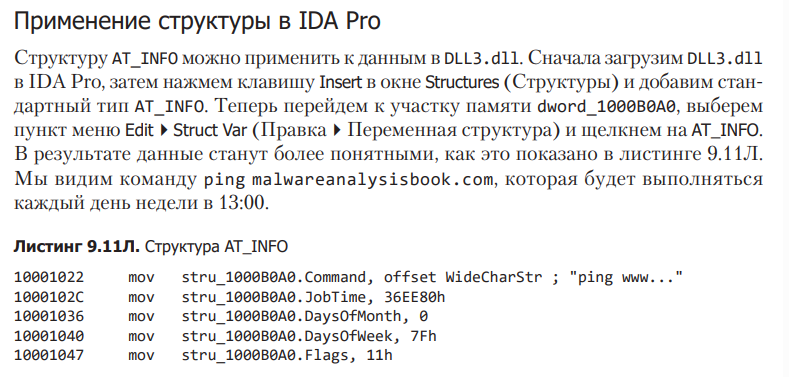 Применение структуры в IDA Pro
Структуру AT_INFO можно применить к данным в DLL3.dll. Сначала загрузим DLL3.dll
в IDA Pro, затем нажмем клавишу Insert в окне Structures (Структуры) и добавим стан-
дартный тип AT_INFO. Теперь перейдем к участку памяти dword_1000B0A0, выберем
пункт меню Edit ▸ Struct Var (Правка ▸ Переменная структура) и щелкнем на AT_INFO.
В результате данные станут более понятными, как это показано в листинге 9.11Л.
Мы видим команду ping malwareanalysisbook.com, которая будет выполняться
каждый день недели в 13:00.
Листинг 9.11Л. Структура AT_INFO
10001022 mov stru_1000B0A0.Command, offset WideCharStr ; "ping www..."
1000102C mov stru_1000B0A0.JobTime, 36EE80h
10001036 mov stru_1000B0A0.DaysOfMonth, 0
10001040 mov stru_1000B0A0.DaysOfWeek, 7Fh
10001047 mov stru_1000B0A0.Flags, 11h